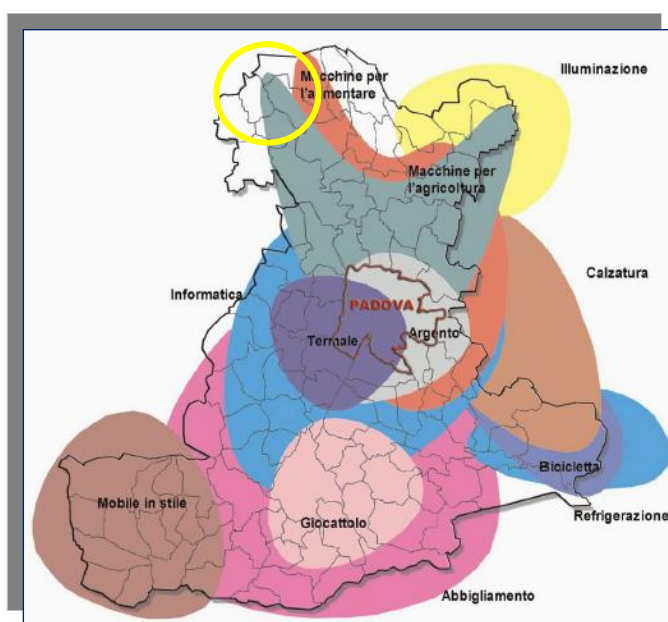 Illuminazione
Macchine per
l'alimentare
Macchine per
l'agricoltura
Calzatura
Informatica
PADOVA
Termale
Argento
Bicicletta
Mobile in stile
Giocattolo
Refrigerazione
Abbigliamento